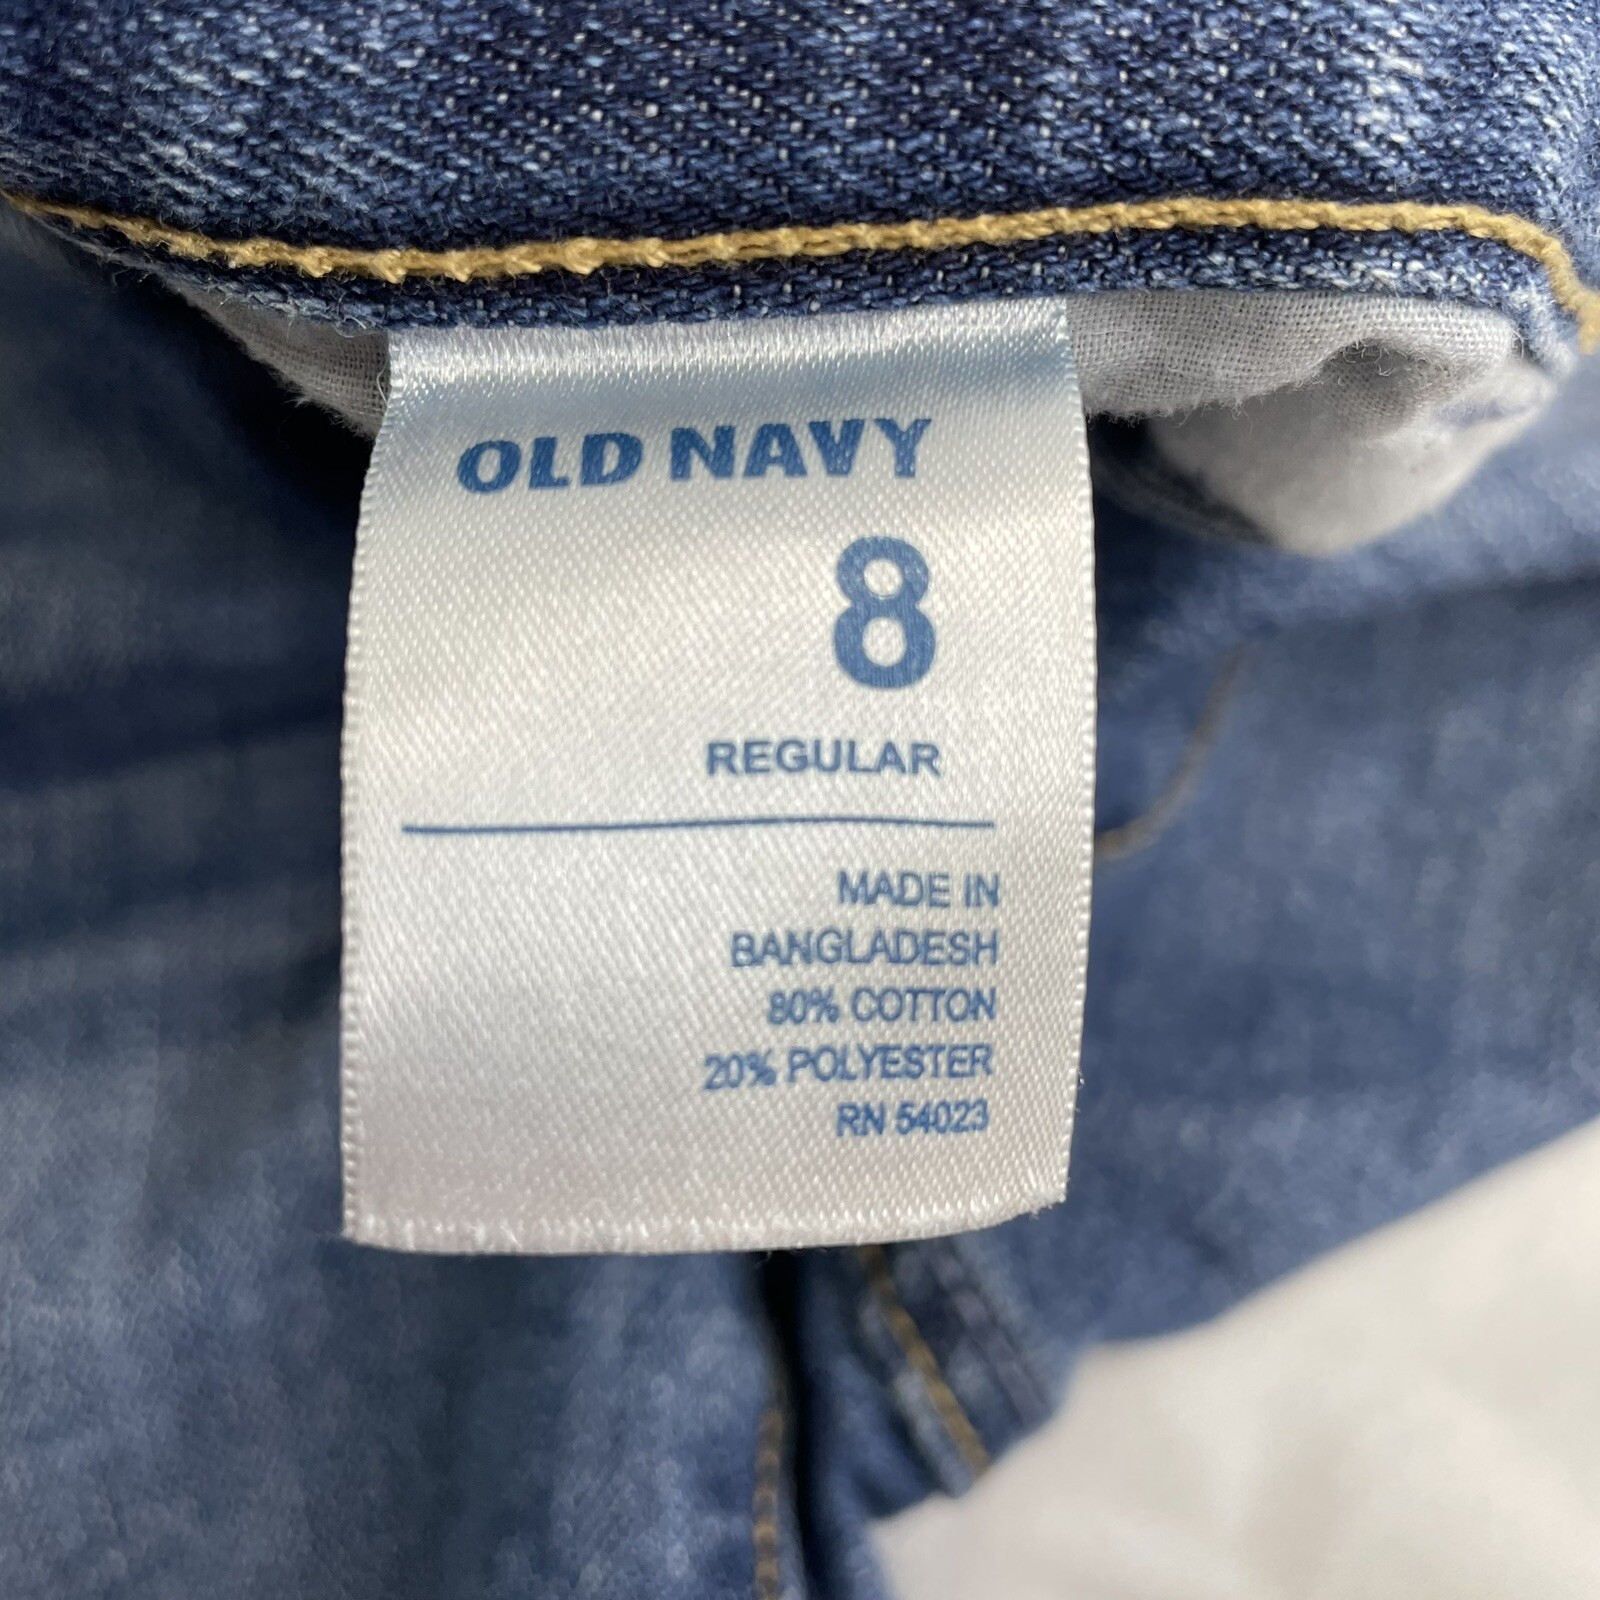 OLD NAVY
8
REGULAR
MADE IN
BANGLADESH
80% COTTON
20% POLYESTER
RN 54023